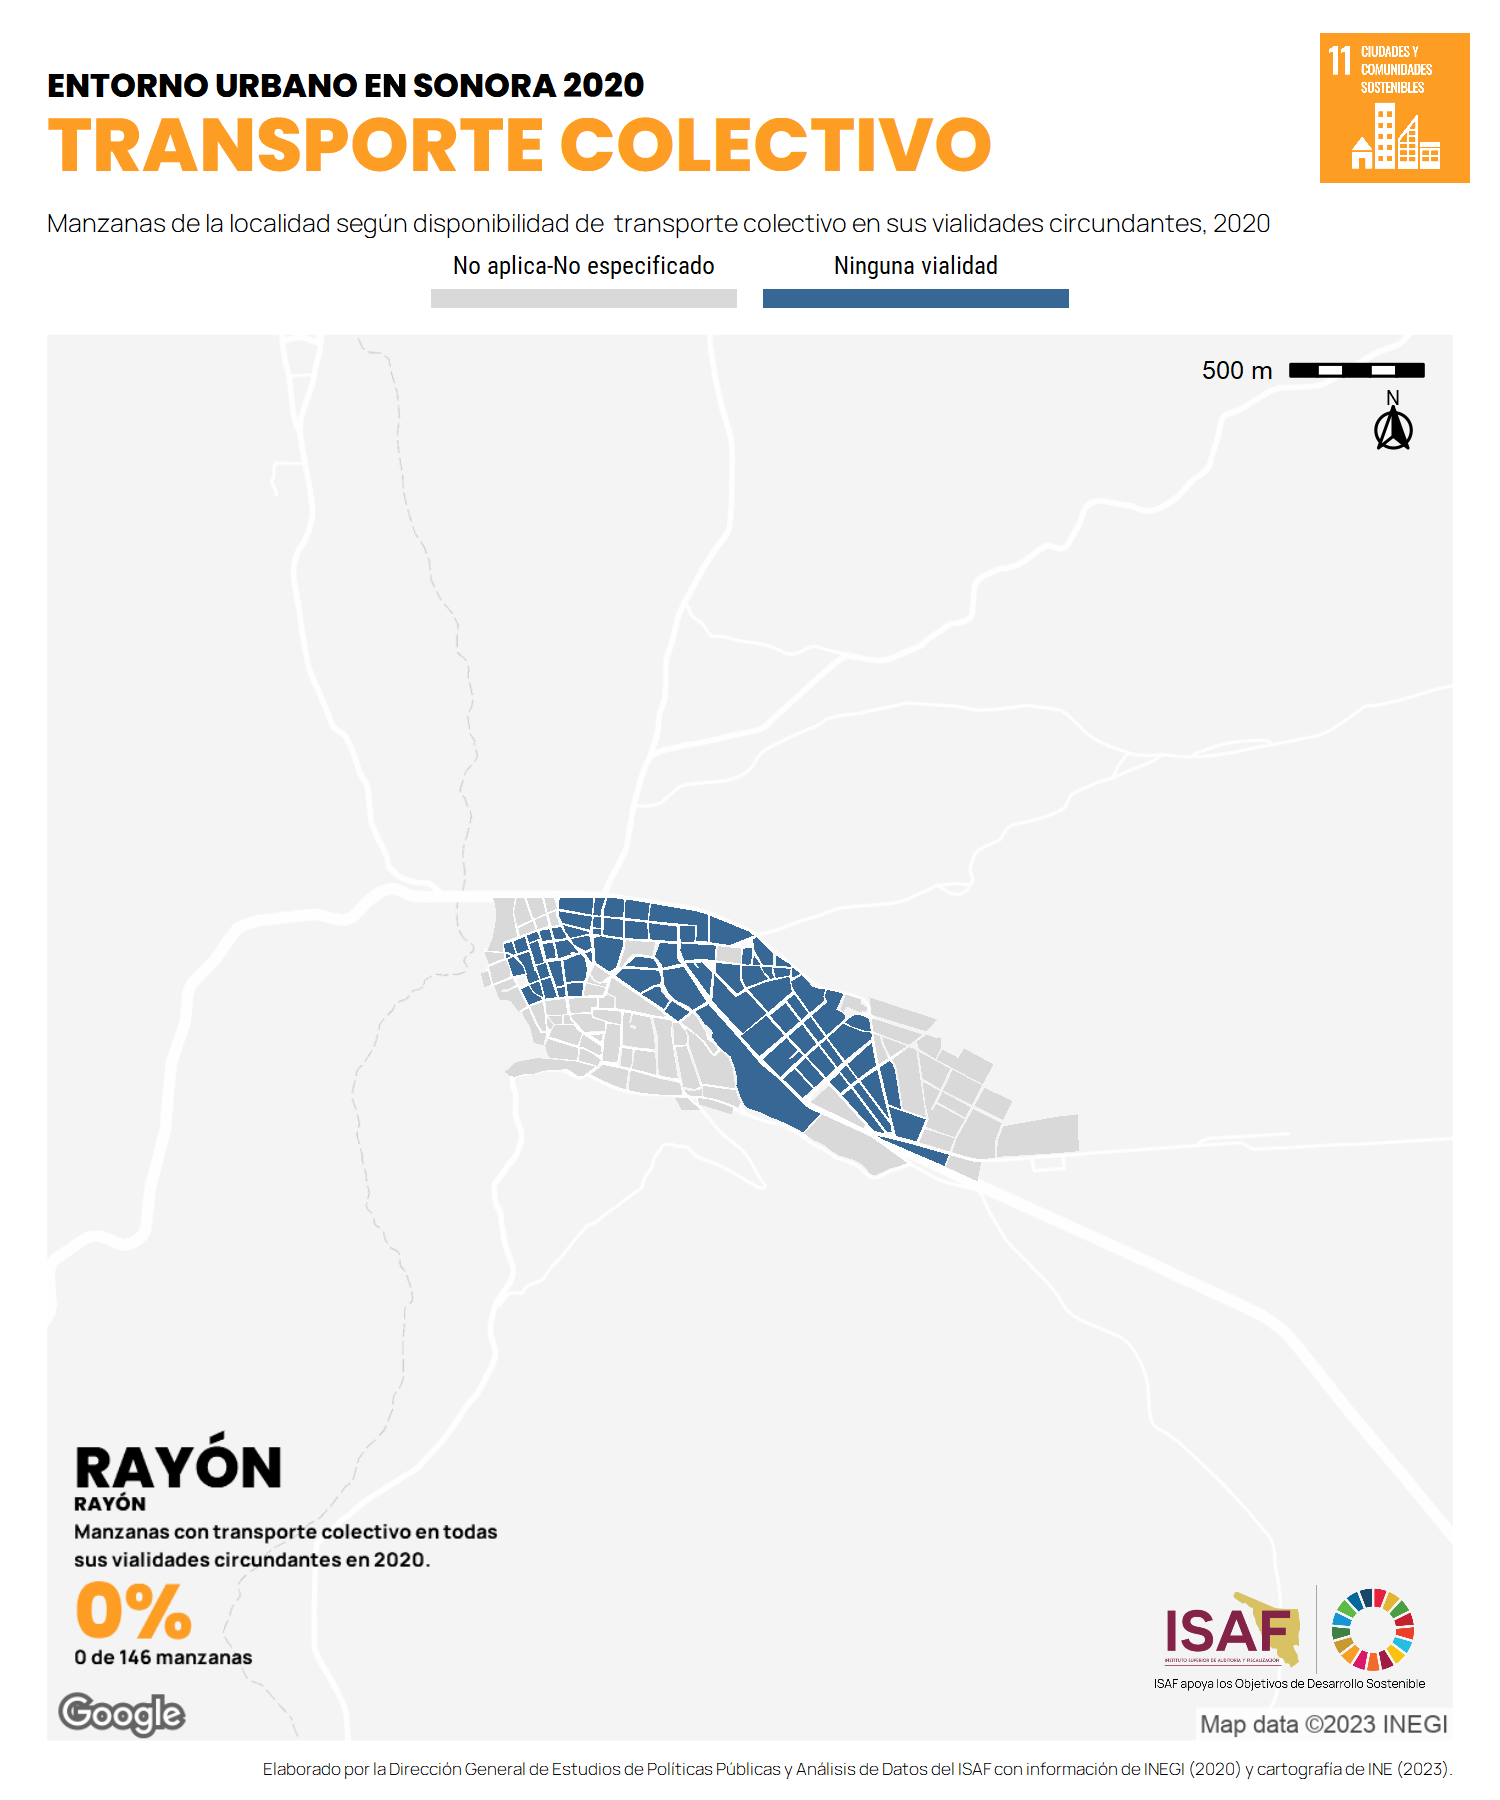 ENTORNO URBANO EN SONORA 2020
TRANSPORTE COLECTIVO
11 CIUDADES Y
COMUNIDADES
SOSTENIBLES
Manzanas de la localidad según disponibilidad de transporte colectivo en sus vialidades circundantes, 2020
No aplica-No especificado
Ninguna vialidad
500 m
N
RAYÓN
RAYÓN
Manzanas con transporte colectivo en todas
sus vialidades circundantes en 2020.
0%
0 de 146 manzanas
ISAF
INSTITUTO SUPERIOR DE AUDITORÍA Y FISCALIZACIÓN
ISAF apoya los Objetivos de Desarrollo Sostenible
Google
Map data ©2023 INEGI
Elaborado por la Dirección General de Estudios de Políticas Públicas y Análisis de Datos del ISAF con información de INEGI (2020) y cartografía de INE (2023).